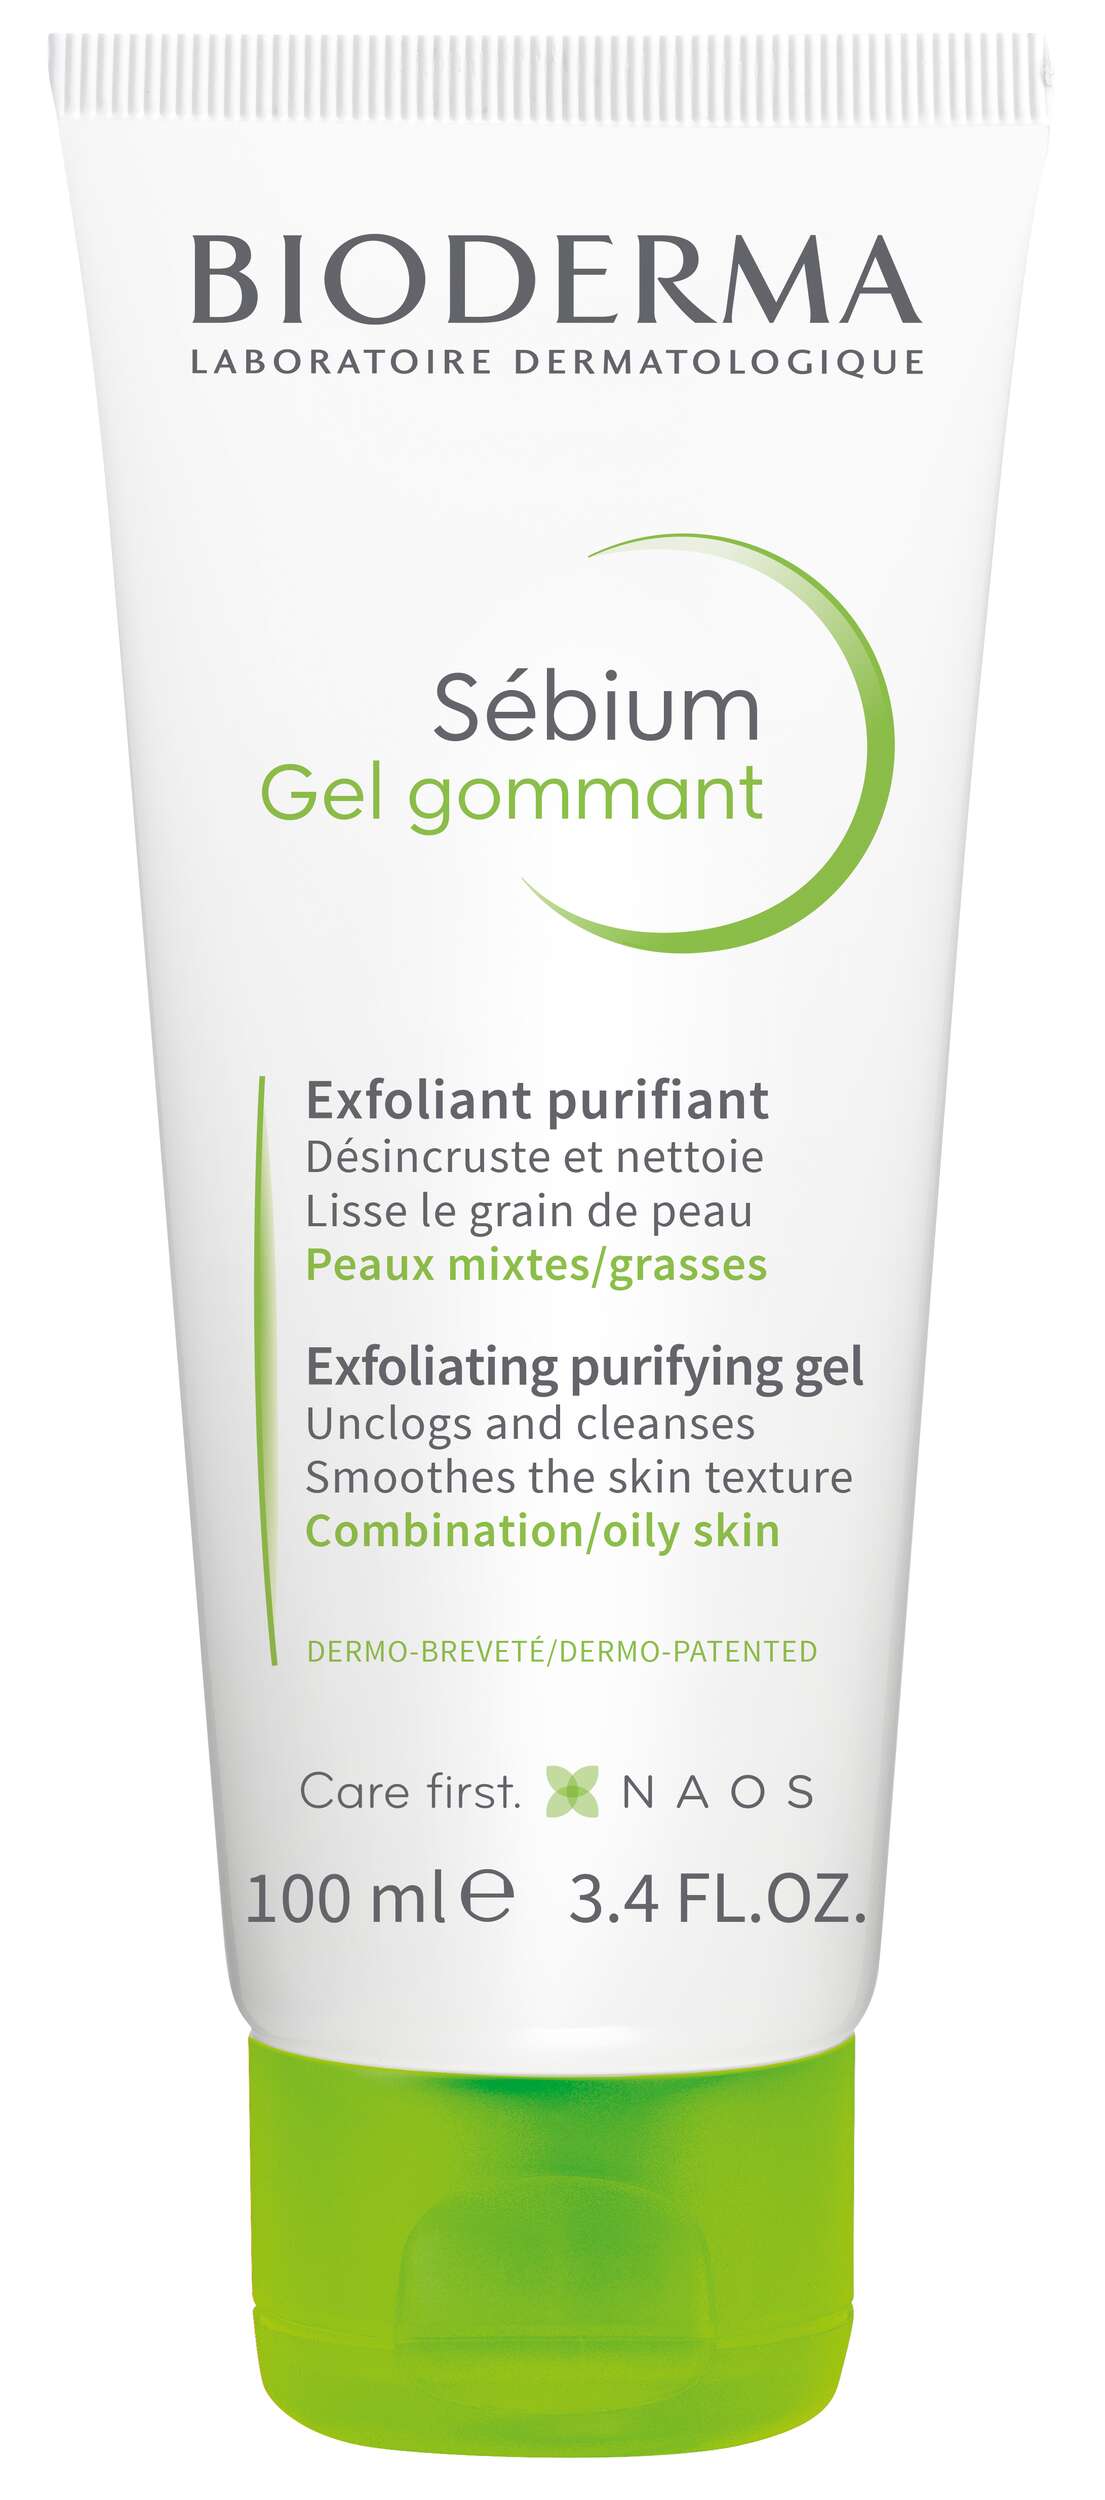 BIODERMA
LABORATOIRE DERMATOLOGIQUE
Sébium
Gel gommant
Exfoliant purifiant
Désincruste et nettoie
Lisse le grain de peau
Peaux mixtes/grasses
Exfoliating purifying gel
Unclogs and cleanses
Smoothes the skin texture
Combination/oily skin
DERMO-BREVETÉ/DERMO-PATENTED
Care first. NAOS
100 ml ℮ 3.4 FL.OZ.